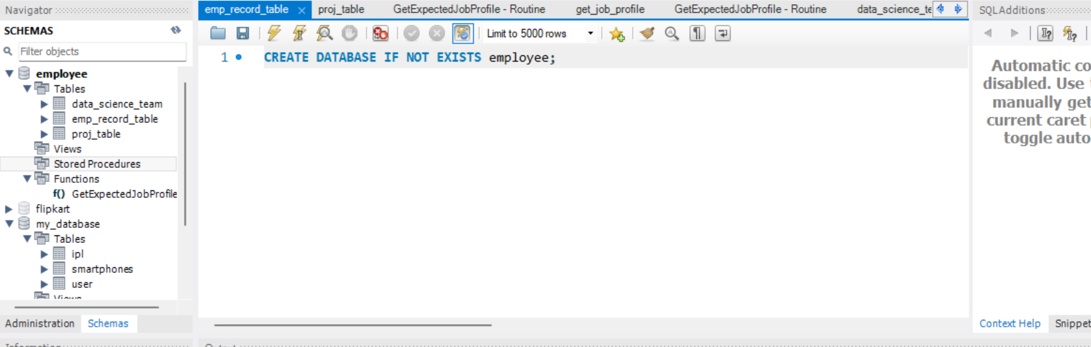 Navigator
SCHEMAS
Filter objects
employee
Tables
data_science_team
emp_record_table
proj_table
Views
Stored Procedures
Functions
f() GetExpectedJobProfile
flipkart
my_database
Tables
ipl
smartphones
user
Views
Administration Schemas
emp_record_table proj_table GetExpectedJobProfile - Routine get_job_profile GetExpectedJobProfile - Routine data_science_te
Limit to 5000 rows
1 CREATE DATABASE IF NOT EXISTS employee;
SQLAdditions
Automatic co
disabled. Use
manually get
current caret
toggle auto
Context Help Snippet